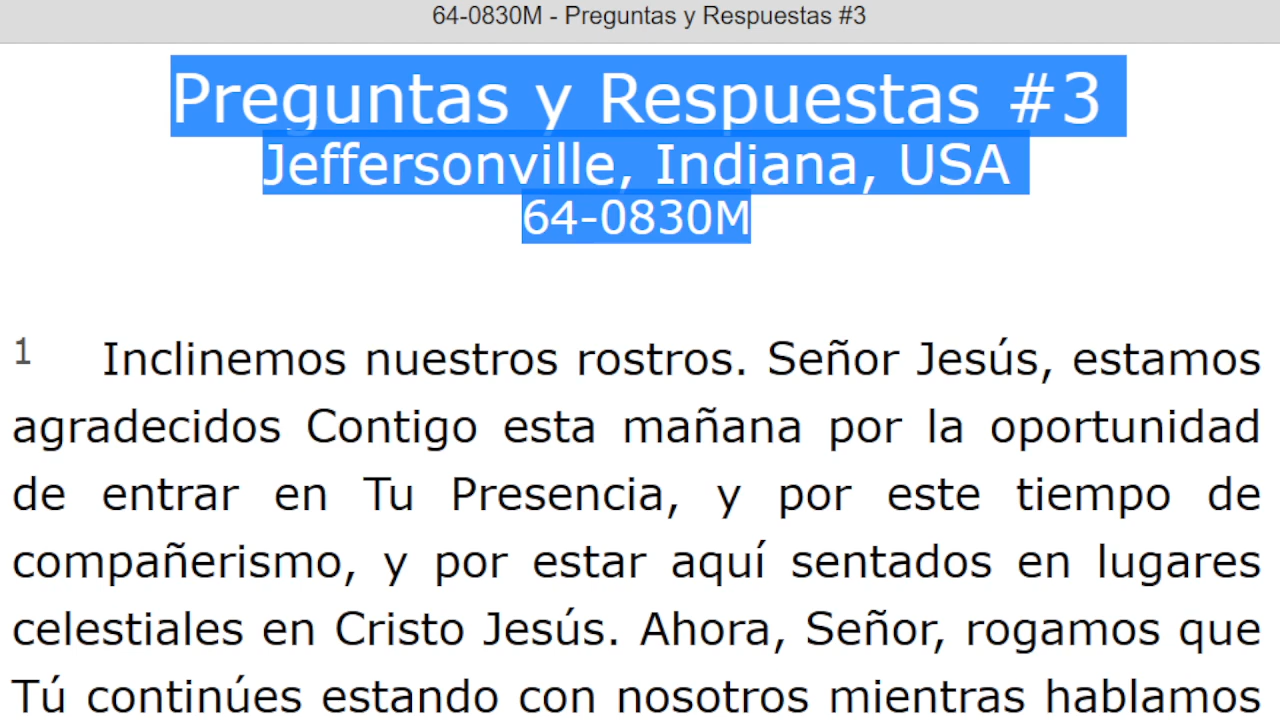 64-0830M - Preguntas y Respuestas #3
Preguntas y Respuestas #3
Jeffersonville, Indiana, USA
64-0830M
1 Inclinemos nuestros rostros. Señor Jesús, estamos
agradecidos Contigo esta mañana por la oportunidad
de entrar en Tu Presencia, y por este tiempo de
compañerismo, y por estar aquí sentados en lugares
celestiales en Cristo Jesús. Ahora, Señor, rogamos que
Tú continúes estando con nosotros mientras hablamos